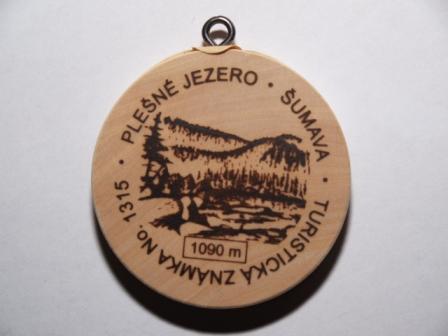 PLEŠNÉ JEZERO • ŠUMAVA • TURISTICKÁ ZNÁMKA No. 1315 •
1090 m